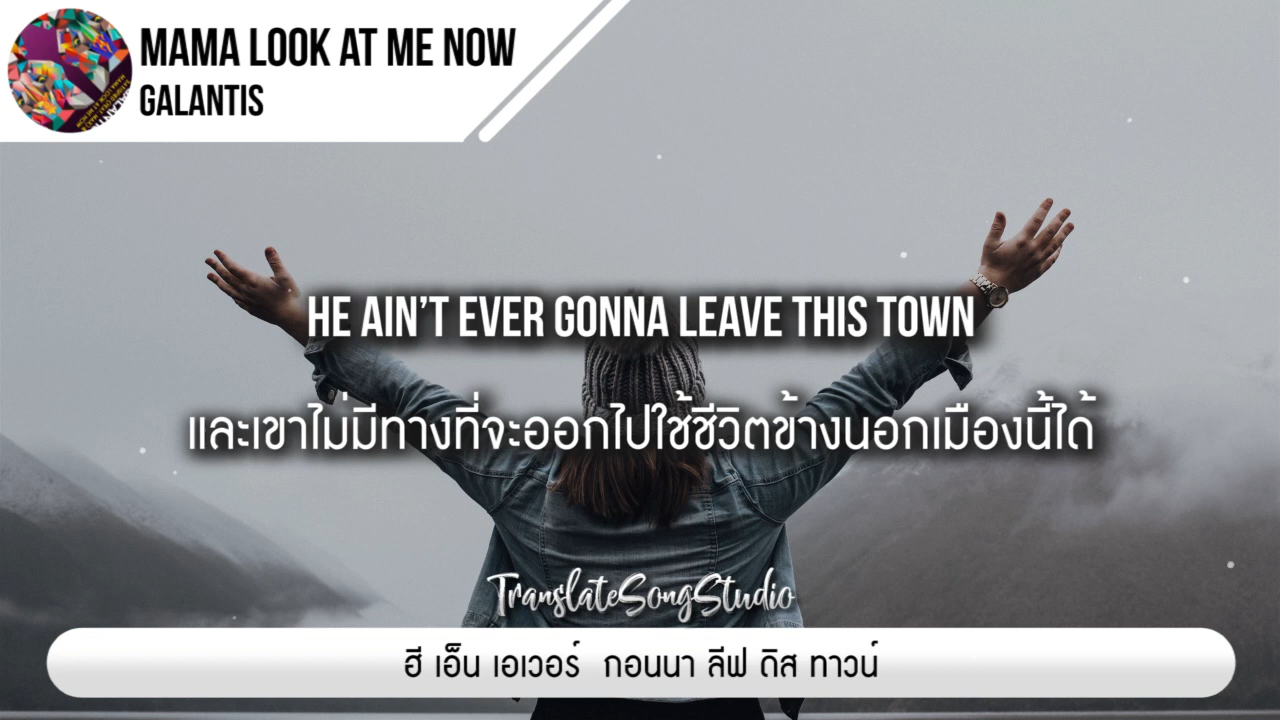 MAMA LOOK AT ME NOW
GALANTIS
HE AIN'T EVER GONNA LEAVE THIS TOWN
และเขาไม่มีทางที่จะออกไปใช้ชีวิตข้างนอกเมืองนี้ได้
TranslateSongStudio
ฮี เอ็น เอเวอร์ กอนนา ลีฟ ดิส ทาวน์